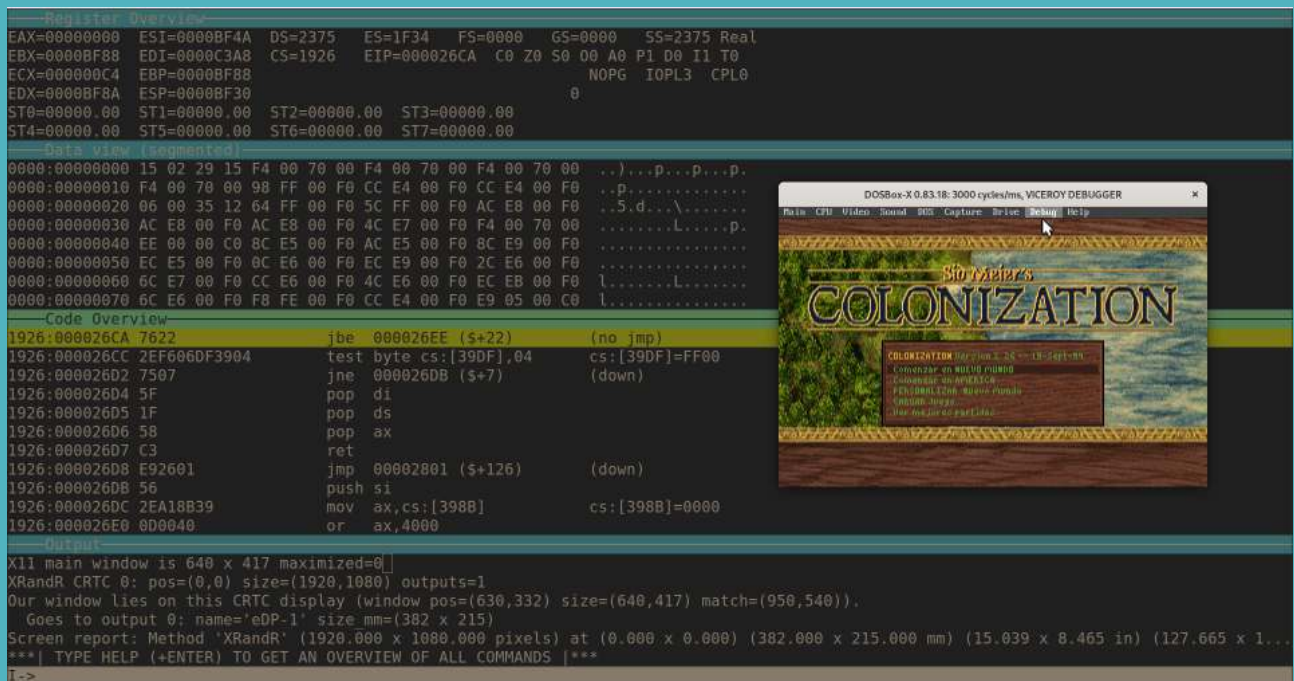 Register Overview
EAX=00000000 ESI=0000BF4A DS=2375 ES=1F34 FS=0000 GS=0000 SS=2375 Real
EBX=0000BF88 EDI=0000C3A8 CS=1926 EIP=000026CA C0 Z0 S0 O0 A0 P1 D0 I1 T0
ECX=000000C4 EBP=0000BF88 NOPG IOPL3 CPL0
EDX=0000BF8A ESP=0000BF30 0
ST0=00000.00 ST1=00000.00 ST2=00000.00 ST3=00000.00
ST4=00000.00 ST5=00000.00 ST6=00000.00 ST7=00000.00
Data view (segmented)
0000:00000000 15 02 29 15 F4 00 70 00 F4 00 70 00 F4 00 70 00 ..)...p...p...p.
0000:00000010 F4 00 70 00 98 FF 00 F0 CC E4 00 F0 CC E4 00 F0 ..p.............
0000:00000020 06 00 35 12 64 FF 00 F0 5C FF 00 F0 AC E8 00 F0 ..5.d...\.......
0000:00000030 AC E8 00 F0 AC E8 00 F0 4C E7 00 F0 F4 00 70 00 ........L.....p.
0000:00000040 EE 00 00 C0 8C E5 00 F0 AC E5 00 F0 8C E9 00 F0 ................
0000:00000050 EC E5 00 F0 0C E6 00 F0 EC E9 00 F0 2C E6 00 F0 ............,...
0000:00000060 6C E7 00 F0 CC E6 00 F0 4C E6 00 F0 EC EB 00 F0 l.......L.......
0000:00000070 6C E6 00 F0 F8 FE 00 F0 CC E4 00 F0 E9 05 00 C0 l...............
Code Overview
1926:000026CA 7622 jbe 000026EE ($+22) (no jmp)
1926:000026CC 2EF606DF3904 test byte cs:[39DF],04 cs:[39DF]=FF00
1926:000026D2 7507 jne 000026DB ($+7) (down)
1926:000026D4 5F pop di
1926:000026D5 1F pop ds
1926:000026D6 58 pop ax
1926:000026D7 C3 ret
1926:000026D8 E92601 jmp 00002801 ($+126) (down)
1926:000026DB 56 push si
1926:000026DC 2EA18B39 mov ax,cs:[398B] cs:[398B]=0000
1926:000026E0 0D0040 or ax,4000
Output
X11 main window is 640 x 417 maximized=0
XRandR CRTC 0: pos=(0,0) size=(1920,1080) outputs=1
Our window lies on this CRTC display (window pos=(630,332) size=(640,417) match=(950,540)).
Goes to output 0: name='eDP-1' size_mm=(382 x 215)
Screen report: Method 'XRandR' (1920.000 x 1080.000 pixels) at (0.000 x 0.000) (382.000 x 215.000 mm) (15.039 x 8.465 in) (127.665 x 1...
***| TYPE HELP (+ENTER) TO GET AN OVERVIEW OF ALL COMMANDS |***
I->
DOSBox-X 0.83.18: 3000 cycles/ms, VICEROY DEBUGGER
Main CPU Video Sound DOS Capture Drive Debug Help
Sid Meier's
COLONIZATION
COLONIZATION Version
Comenzar en NUEVO MUNDO
Comenzar en AMERICA
PERSONALIZAR Nuevo Mundo
Cargar Juego
Ver mejores partidas